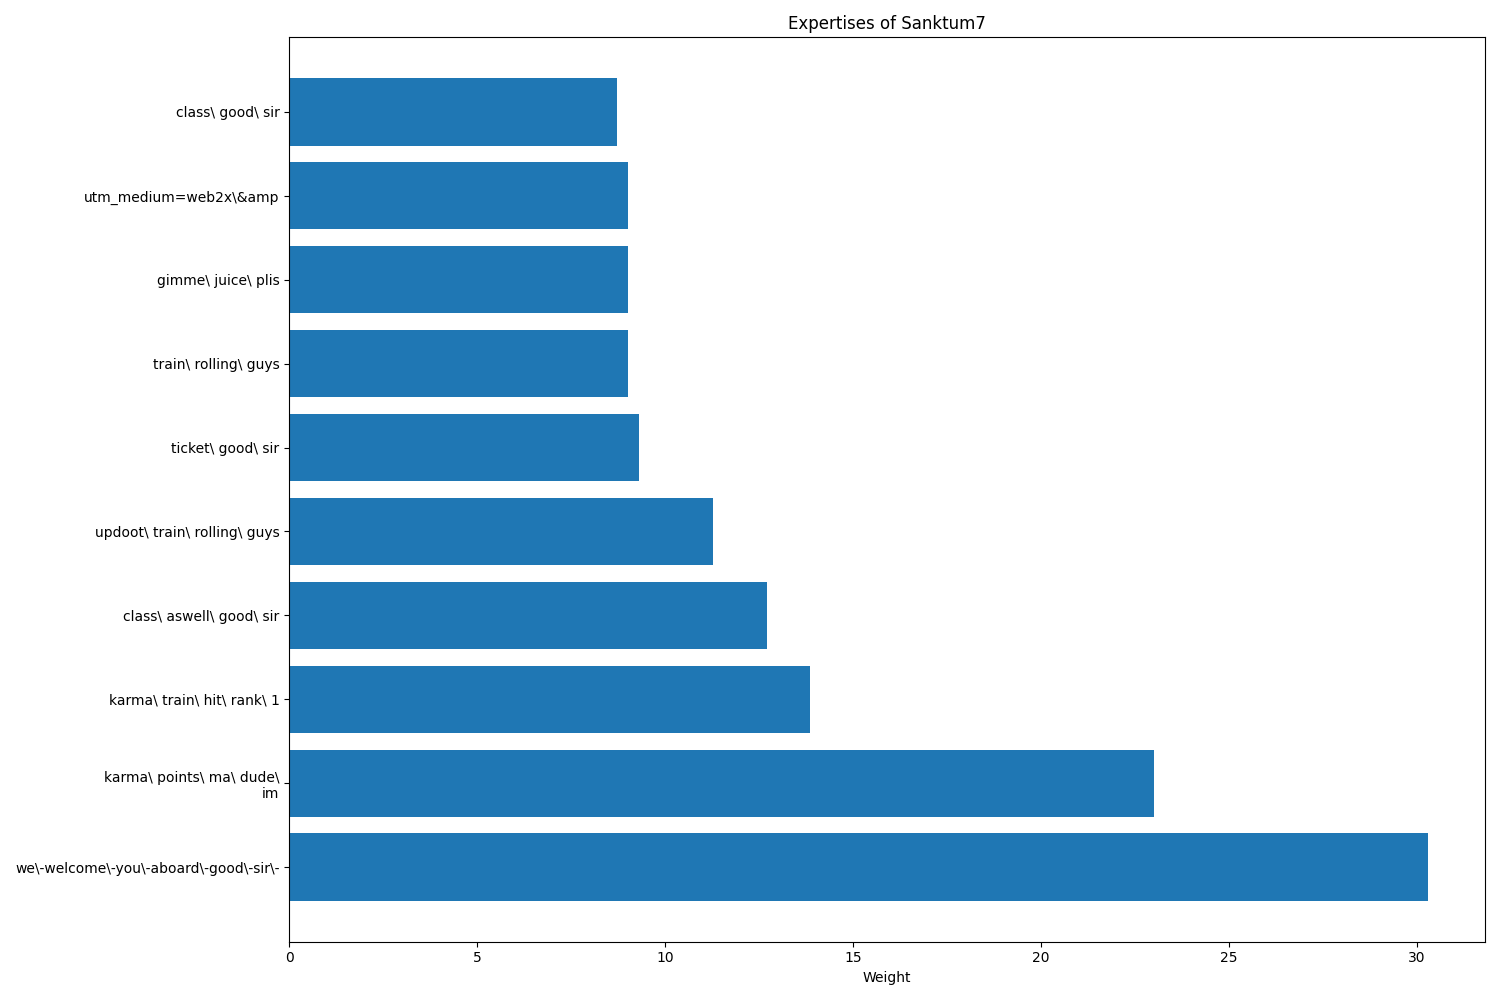 Expertises of Sanktum7
class\ good\ sir
utm_medium=web2x\&amp
gimme\ juice\ plis
train\ rolling\ guys
ticket\ good\ sir
updoot\ train\ rolling\ guys
class\ aswell\ good\ sir
karma\ train\ hit\ rank\ 1
karma\ points\ ma\ dude\
im
we\-welcome\-you\-aboard\-good\-sir\-
0 5 10 15 20 25 30
Weight